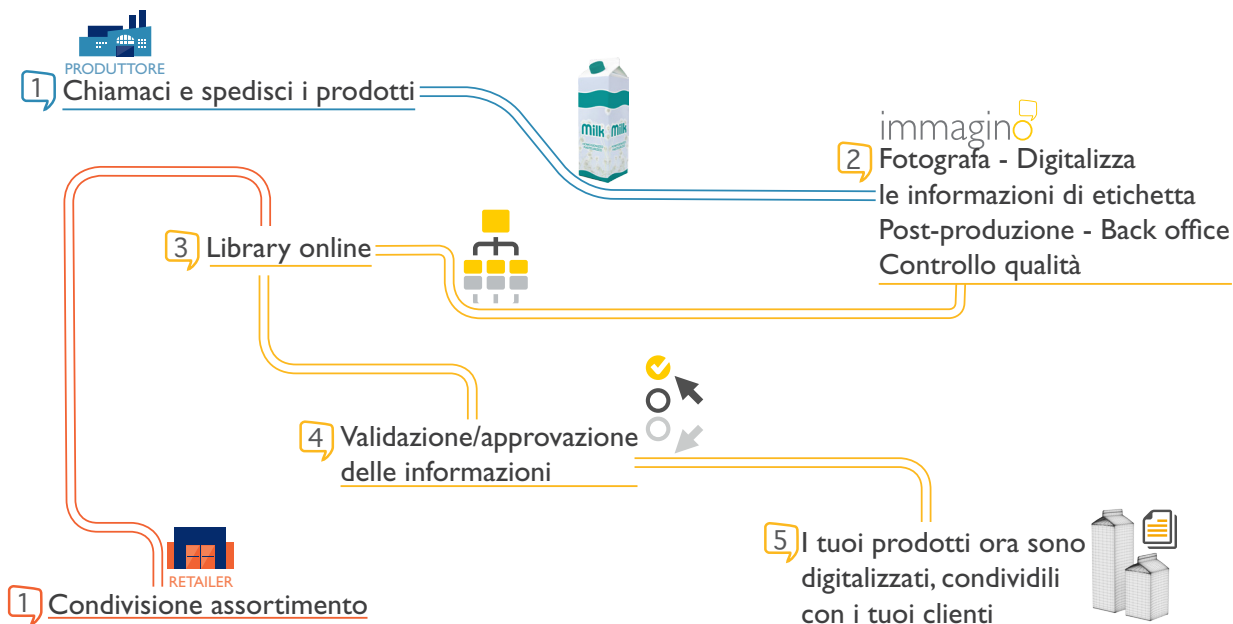 PRODUTTORE
1 Chiamaci e spedisci i prodotti
Milk Milk
immagino
2 Fotografa - Digitalizza
le informazioni di etichetta
Post-produzione - Back office
Controllo qualità
3 Library online
4 Validazione/approvazione
delle informazioni
5 I tuoi prodotti ora sono
digitalizzati, condividili
con i tuoi clienti
RETAILER
1 Condivisione assortimento